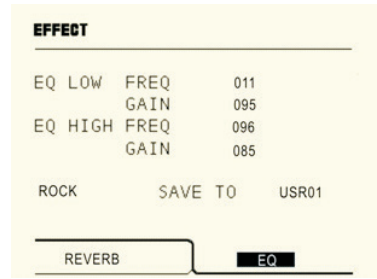 EFFECT
EQ LOW FREQ 011
GAIN 095
EQ HIGH FREQ 096
GAIN 085
ROCK SAVE TO USR01
REVERB EQ